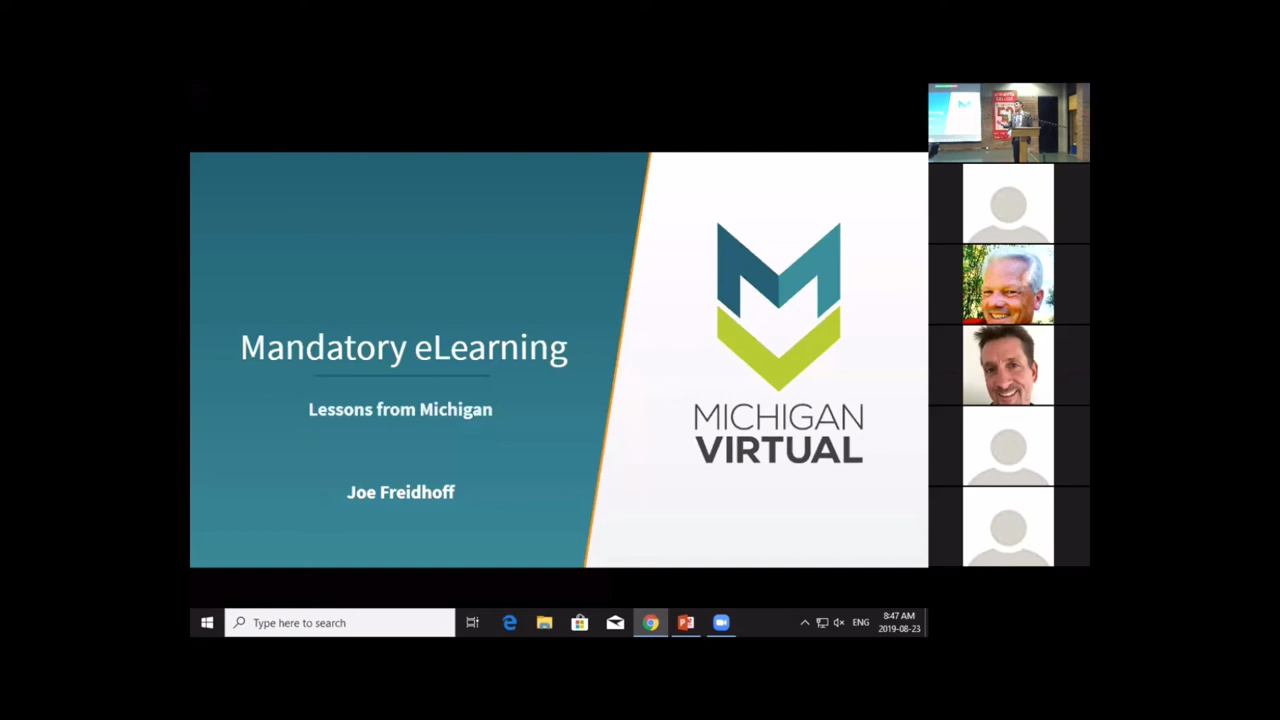 Mandatory eLearning
Lessons from Michigan
Joe Freidhoff
MICHIGAN
VIRTUAL
Type here to search
ENG
8:47 AM
2019-08-23